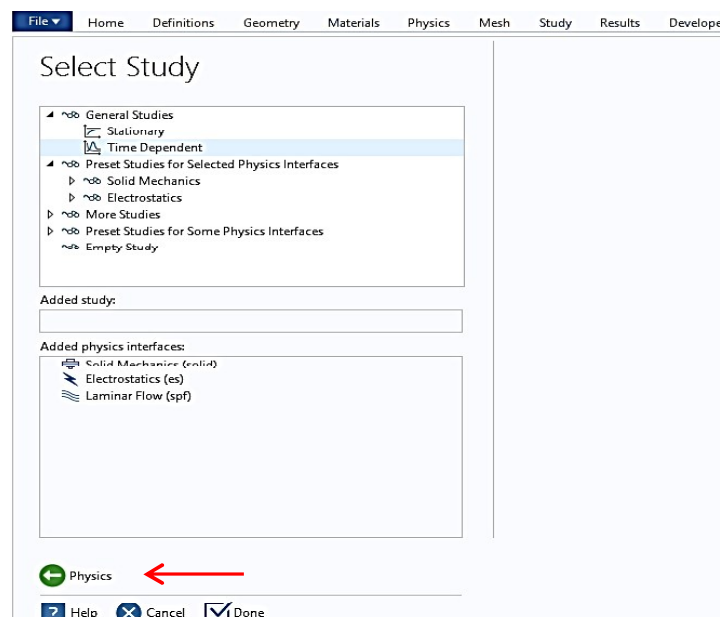 File Home Definitions Geometry Materials Physics Mesh Study Results Develope
Select Study
General Studies
Stationary
Time Dependent
Preset Studies for Selected Physics Interfaces
Solid Mechanics
Electrostatics
More Studies
Preset Studies for Some Physics Interfaces
Empty Study
Added study:
Added physics interfaces:
Solid Mechanics (solid)
Electrostatics (es)
Laminar Flow (spf)
Physics
? Help Cancel Done